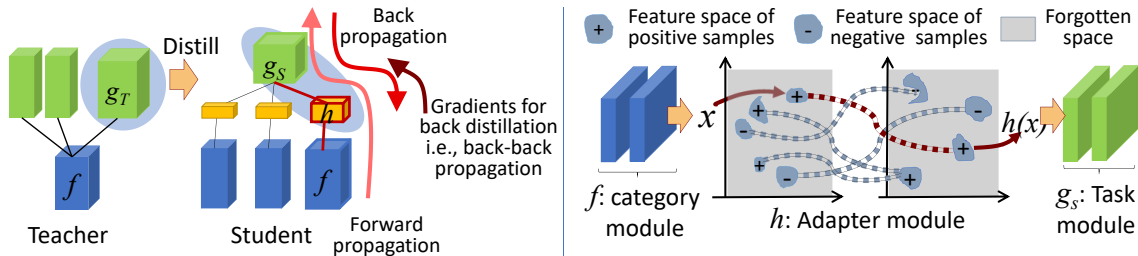 Distill
g_T
f
Teacher
g_S
h
f
Student
Back
propagation
Gradients for
back distillation
i.e., back-back
propagation
Forward
propagation
+
Feature space of
positive samples
-
Feature space of
negative samples
Forgotten
space
x
+
+
-
+
-
-
-
+
+
h(x)
f: category
module
h: Adapter module
g_s: Task
module